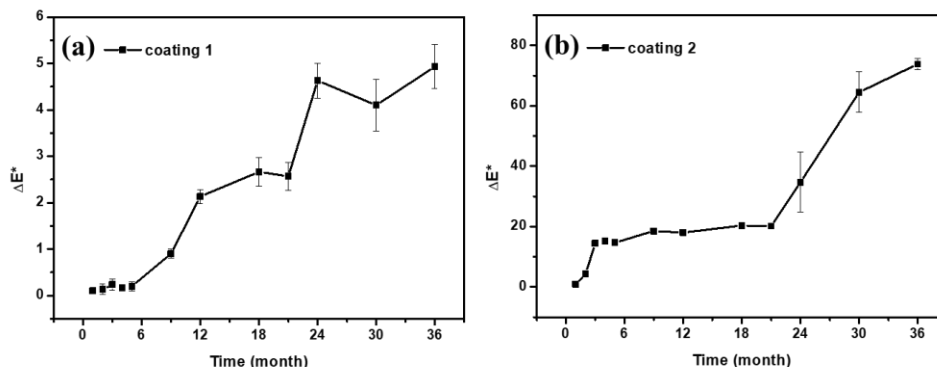 (a)
coating 1
6
5
4
3
2
1
0
ΔE*
0 6 12 18 24 30 36
Time (month)
(b)
coating 2
80
60
40
20
0
ΔE*
0 6 12 18 24 30 36
Time (month)